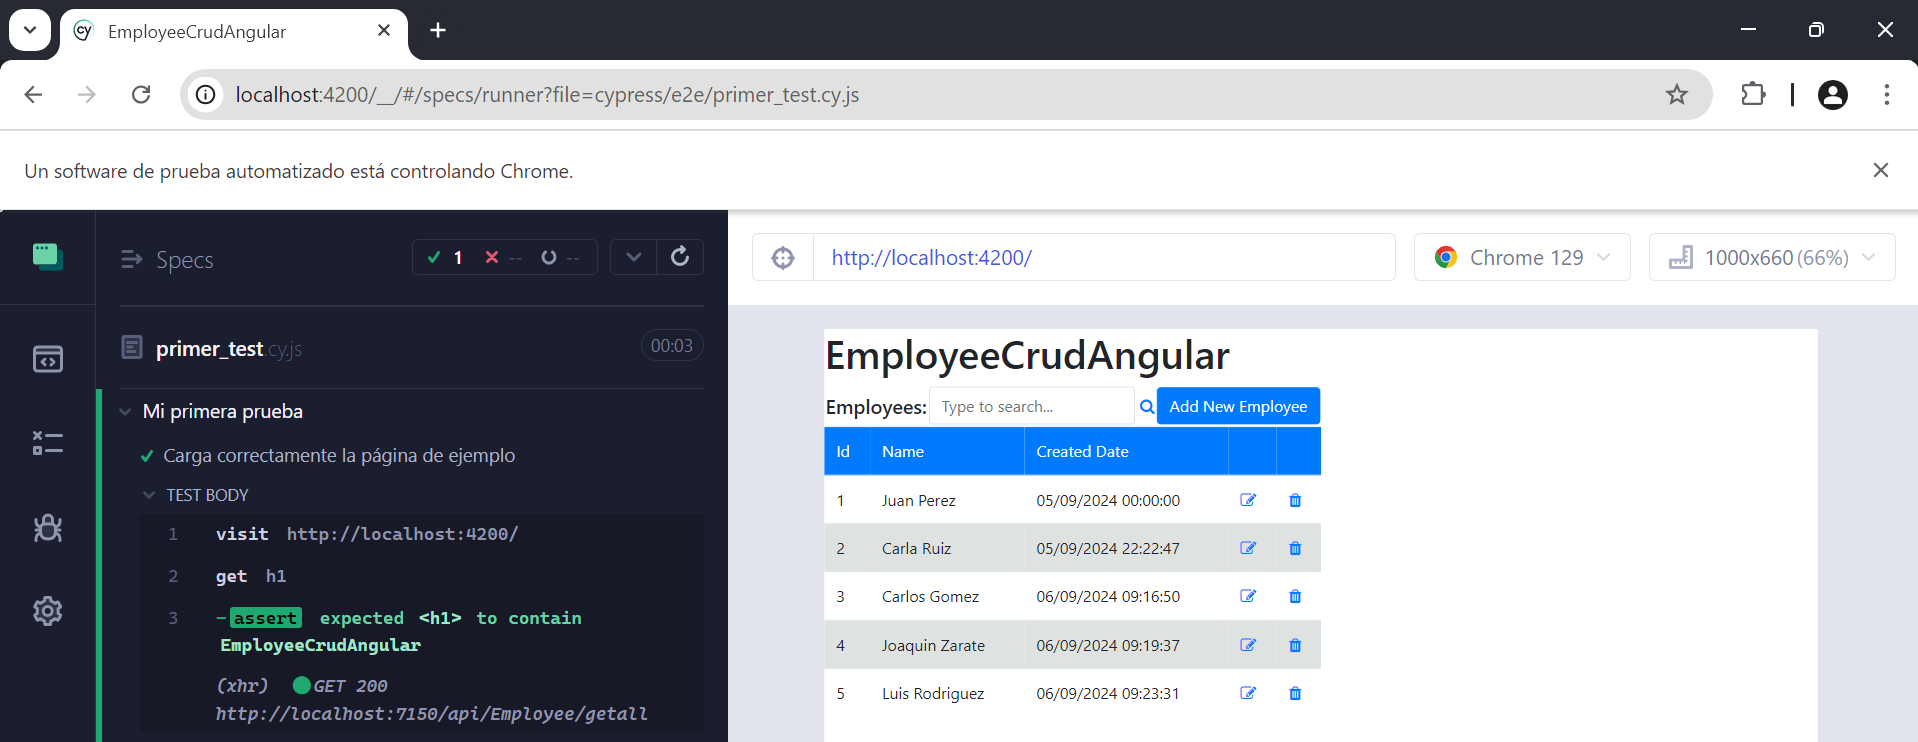 EmployeeCrudAngular
localhost:4200/__/#/specs/runner?file=cypress/e2e/primer_test.cy.js
Un software de prueba automatizado está controlando Chrome.
Specs
1 -- --
primer_test.cy.js
00:03
Mi primera prueba
Carga correctamente la página de ejemplo
TEST BODY
1 visit http://localhost:4200/
2 get h1
3 -assert expected <h1> to contain
EmployeeCrudAngular
(xhr) GET 200
http://localhost:7150/api/Employee/getall
http://localhost:4200/
Chrome 129
1000x660 (66%)
EmployeeCrudAngular
Employees: Type to search... Add New Employee
Id Name Created Date
1 Juan Perez 05/09/2024 00:00:00
2 Carla Ruiz 05/09/2024 22:22:47
3 Carlos Gomez 06/09/2024 09:16:50
4 Joaquin Zarate 06/09/2024 09:19:37
5 Luis Rodriguez 06/09/2024 09:23:31